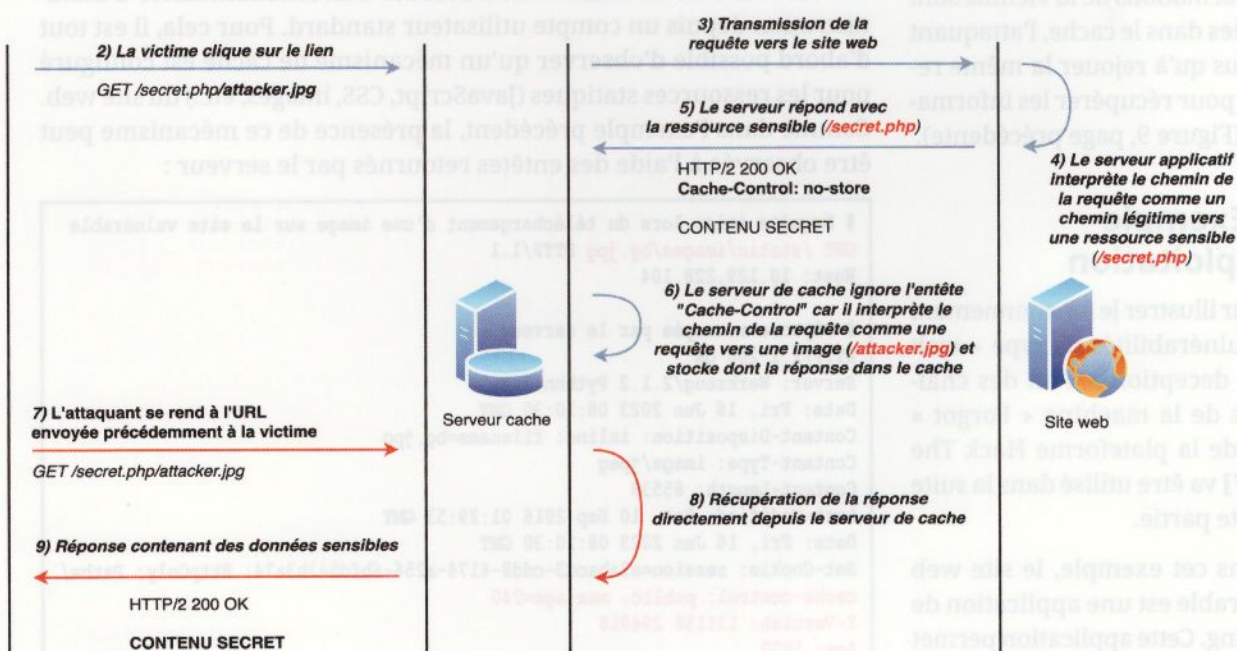 2) La victime clique sur le lien
GET /secret.php/attacker.jpg
3) Transmission de la
requête vers le site web
5) Le serveur répond avec
la ressource sensible (/secret.php)
HTTP/2 200 OK
Cache-Control: no-store
CONTENU SECRET
4) Le serveur applicatif
interprète le chemin de
la requête comme un
chemin légitime vers
une ressource sensible
(/secret.php)
6) Le serveur de cache ignore l'entête
"Cache-Control" car il interprète le
chemin de la requête comme une
requête vers une image (/attacker.jpg) et
stocke dont la réponse dans le cache
Serveur cache
Site web
7) L'attaquant se rend à l'URL
envoyée précédemment à la victime
GET /secret.php/attacker.jpg
8) Récupération de la réponse
directement depuis le serveur de cache
9) Réponse contenant des données sensibles
HTTP/2 200 OK
CONTENU SECRET